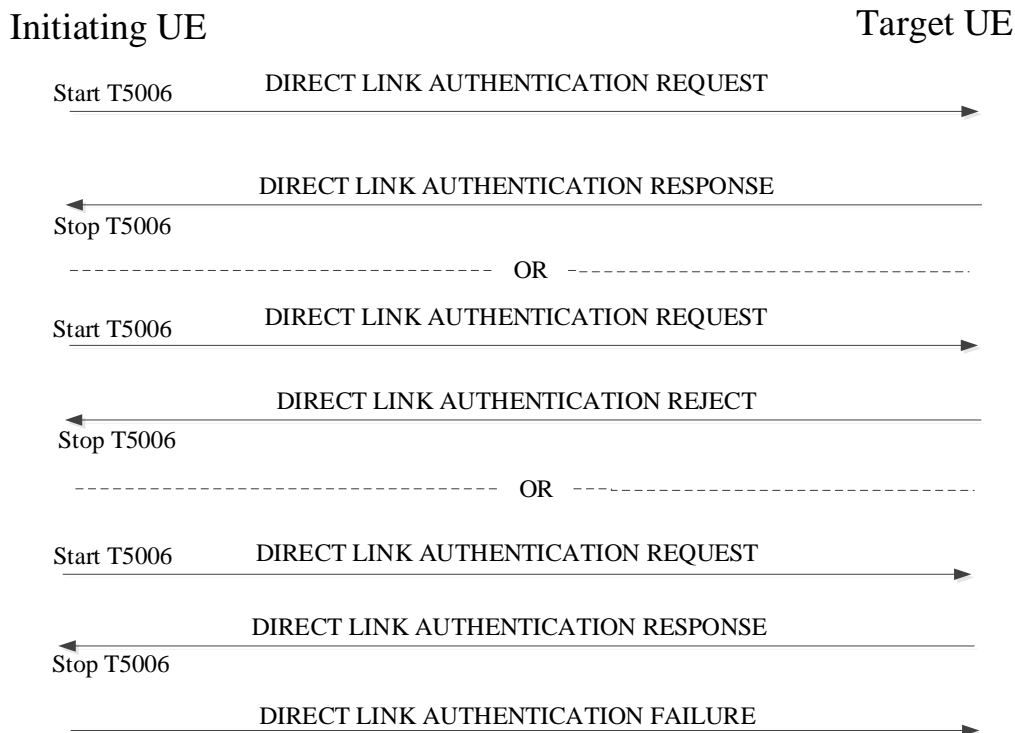 Initiating UE
Target UE
Start T5006
DIRECT LINK AUTHENTICATION REQUEST
DIRECT LINK AUTHENTICATION RESPONSE
Stop T5006
OR
Start T5006
DIRECT LINK AUTHENTICATION REQUEST
DIRECT LINK AUTHENTICATION REJECT
Stop T5006
OR
Start T5006
DIRECT LINK AUTHENTICATION REQUEST
DIRECT LINK AUTHENTICATION RESPONSE
Stop T5006
DIRECT LINK AUTHENTICATION FAILURE